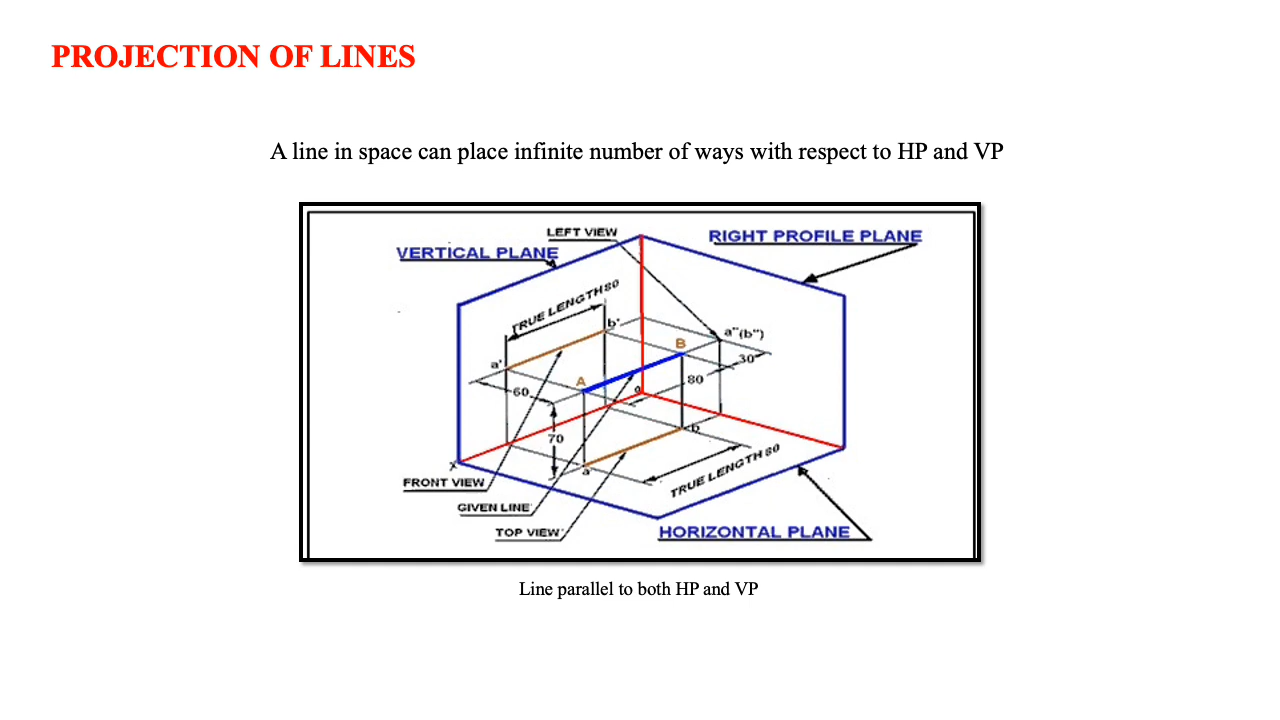 PROJECTION OF LINES
A line in space can place infinite number of ways with respect to HP and VP
LEFT VIEW
RIGHT PROFILE PLANE
VERTICAL PLANE
TRUE LENGTH 80
b'
a"(b")
B
30
a'
A
80
60
o
b
70
X
a
TRUE LENGTH 80
FRONT VIEW
GIVEN LINE
TOP VIEW
HORIZONTAL PLANE
Line parallel to both HP and VP